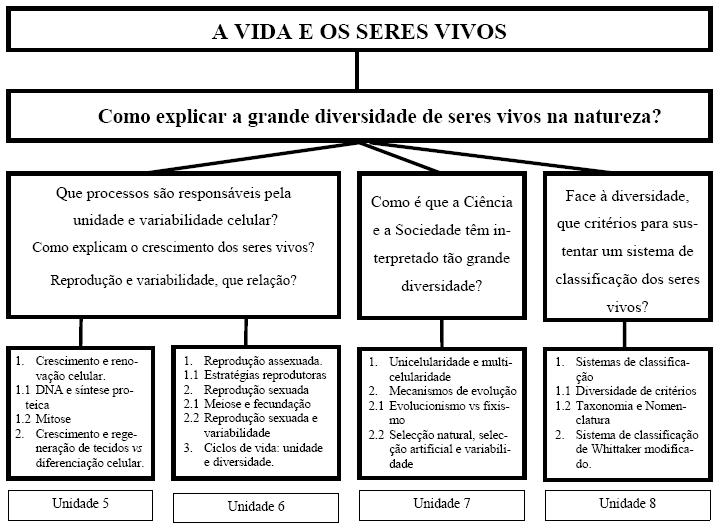 A VIDA E OS SERES VIVOS
Como explicar a grande diversidade de seres vivos na natureza?
Que processos são responsáveis pela
unidade e variabilidade celular?
Como explicam o crescimento dos seres vivos?
Reprodução e variabilidade, que relação?
Como é que a Ciência
e a Sociedade têm in-
terpretado tão grande
diversidade?
Face à diversidade,
que critérios para sus-
tentar um sistema de
classificação dos seres
vivos?
1. Crescimento e reno-
vação celular.
1.1 DNA e síntese pro-
teica
1.2 Mitose
2. Crescimento e rege-
neração de tecidos vs
diferenciação celular.
1. Reprodução assexuada.
1.1 Estratégias reprodutoras
2. Reprodução sexuada
2.1 Meiose e fecundação
2.2 Reprodução sexuada e
variabilidade
3. Ciclos de vida: unidade
e diversidade.
1. Unicelularidade e multi-
celularidade
2. Mecanismos de evolução
2.1 Evolucionismo vs fixis-
mo
2.2 Selecção natural, selec-
ção artificial e variabili-
dade
1. Sistemas de classifica-
ção
1.1 Diversidade de critérios
1.2 Taxonomia e Nomen-
clatura
2. Sistema de classificação
de Whittaker modifica-
do.
Unidade 5
Unidade 6
Unidade 7
Unidade 8